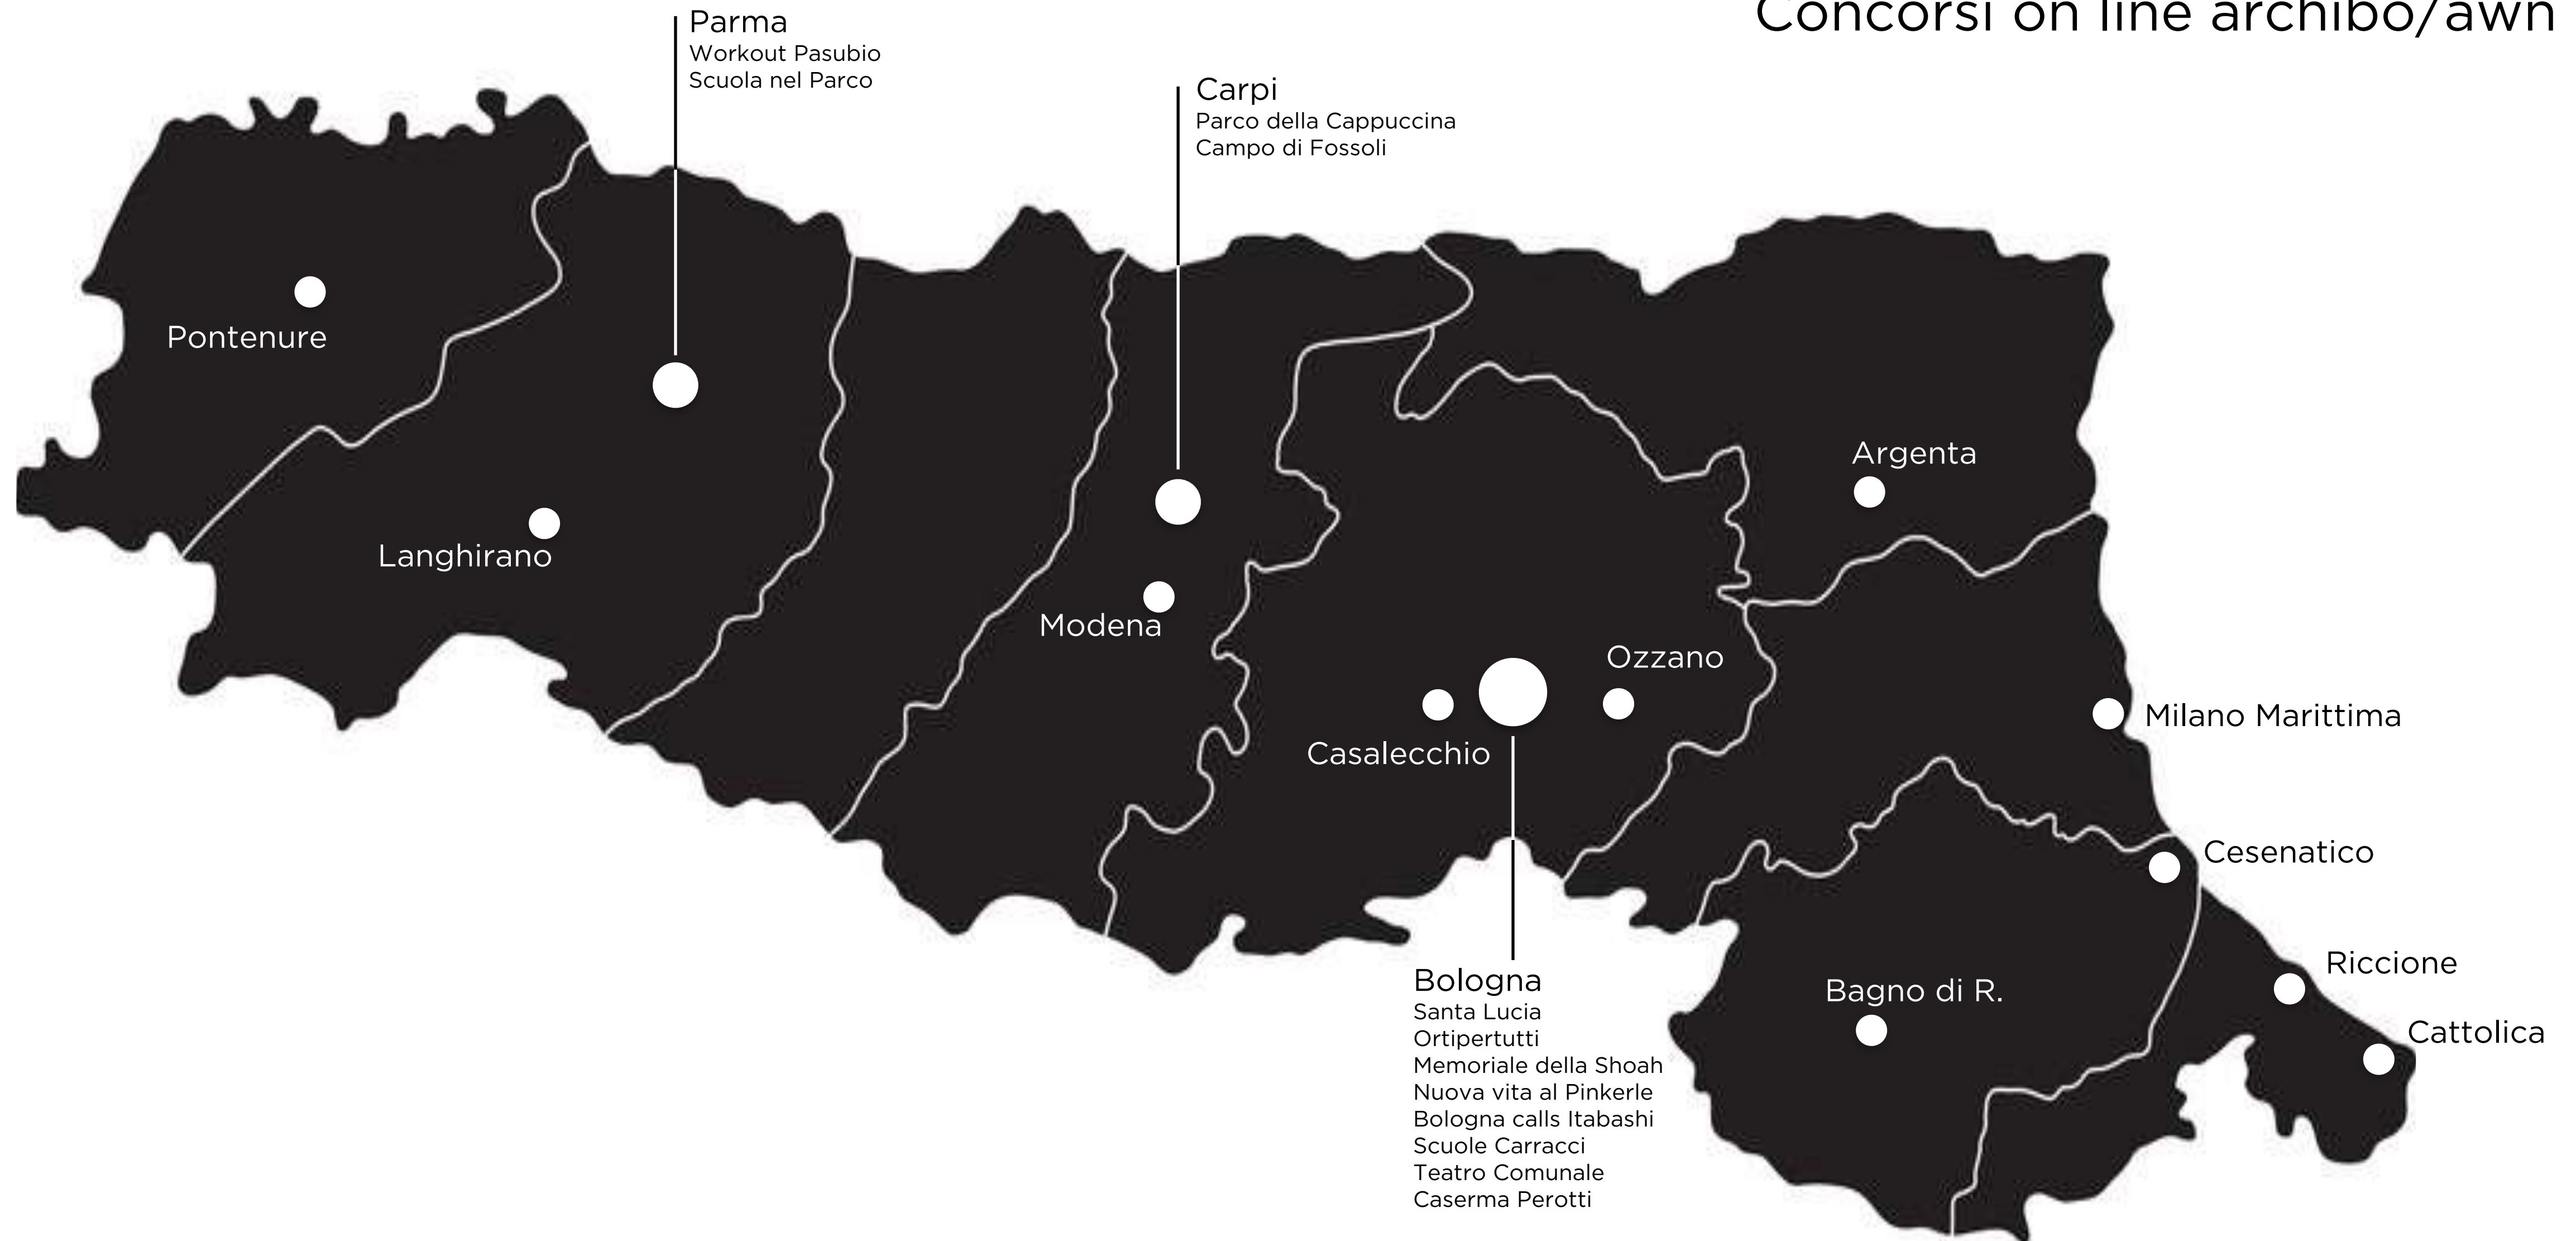 Concorsi on line archibo/awn
Parma
Workout Pasubio
Scuola nel Parco
Carpi
Parco della Cappuccina
Campo di Fossoli
Pontenure
Langhirano
Modena
Argenta
Ozzano
Casalecchio
Milano Marittima
Cesenatico
Riccione
Cattolica
Bagno di R.
Bologna
Santa Lucia
Ortipertutti
Memoriale della Shoah
Nuova vita al Pinkerle
Bologna calls Itabashi
Scuole Carracci
Teatro Comunale
Caserma Perotti